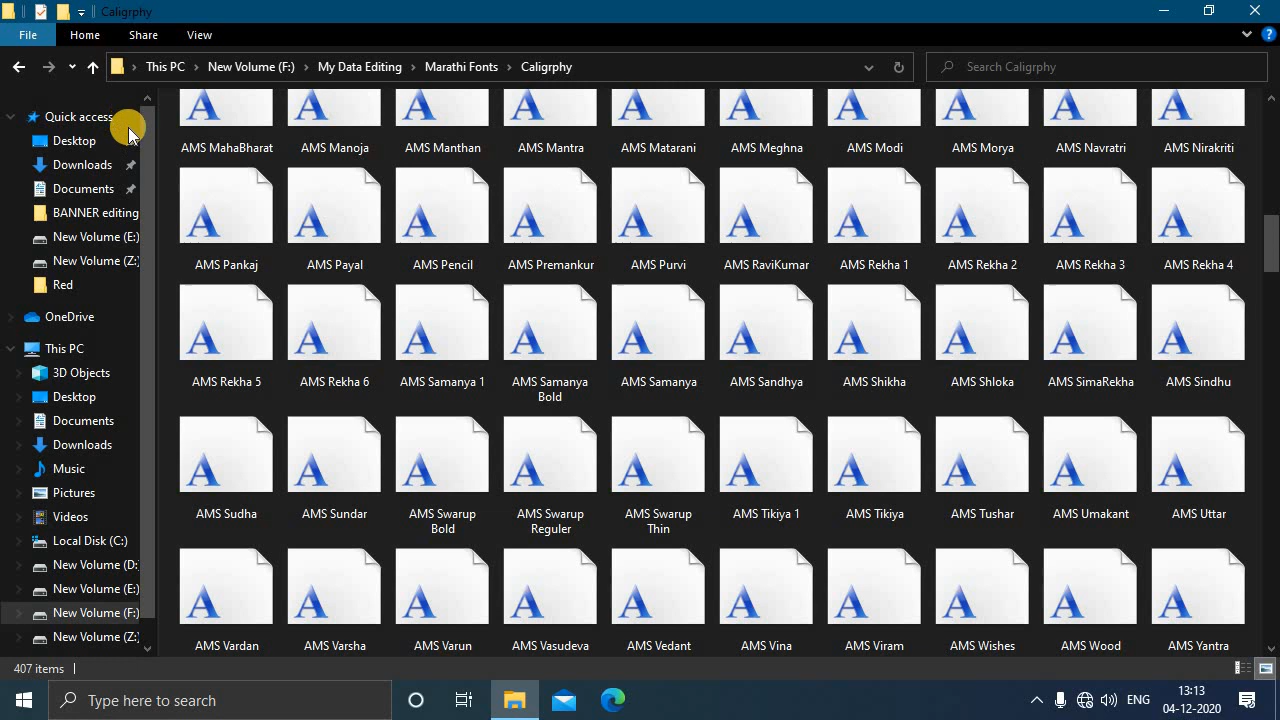 Caligrphy
File Home Share View
This PC New Volume (F:) My Data Editing Marathi Fonts Caligrphy
Search Caligrphy
Quick access
Desktop
Downloads
Documents
BANNER editing
New Volume (E:)
New Volume (Z:
Red
OneDrive
This PC
3D Objects
Desktop
Documents
Downloads
Music
Pictures
Videos
Local Disk (C:)
New Volume (D:
New Volume (E:)
New Volume (F:)
New Volume (Z:
AMS MahaBharat AMS Manoja AMS Manthan AMS Mantra AMS Matarani AMS Meghna AMS Modi AMS Morya AMS Navratri AMS Nirakriti
AMS Pankaj AMS Payal AMS Pencil AMS Premankur AMS Purvi AMS RaviKumar AMS Rekha 1 AMS Rekha 2 AMS Rekha 3 AMS Rekha 4
AMS Rekha 5 AMS Rekha 6 AMS Samanya 1 AMS Samanya Bold AMS Samanya AMS Sandhya AMS Shikha AMS Shloka AMS SimaRekha AMS Sindhu
AMS Sudha AMS Sundar AMS Swarup Bold AMS Swarup Reguler AMS Swarup Thin AMS Tikiya 1 AMS Tikiya AMS Tushar AMS Umakant AMS Uttar
AMS Vardan AMS Varsha AMS Varun AMS Vasudeva AMS Vedant AMS Vina AMS Viram AMS Wishes AMS Wood AMS Yantra
407 items
Type here to search
ENG
13:13
04-12-2020